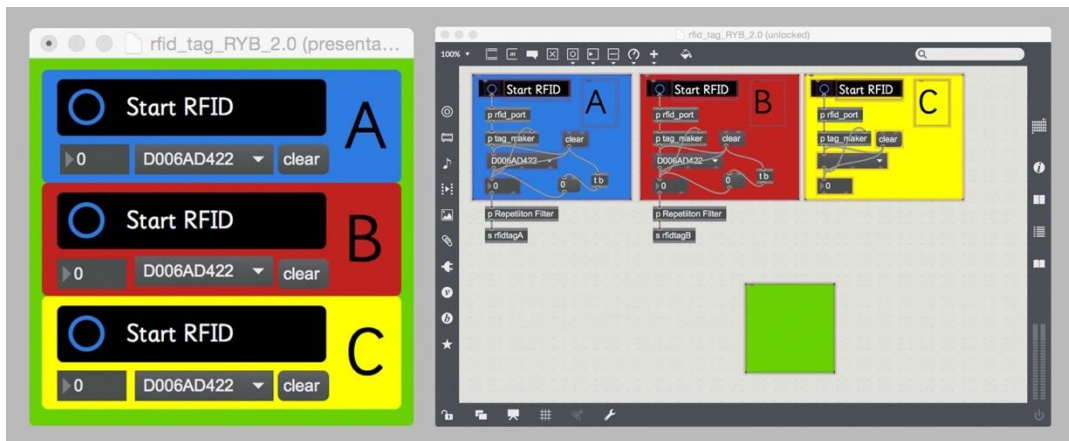 rfid_tag_RYB_2.0 (presenta...
Start RFID
A
0
D006AD422
clear
Start RFID
B
0
D006AD422
clear
Start RFID
C
0
D006AD422
clear
rfid_tag_RYB_2.0 (unlocked)
100%
Start RFID
A
p rfid_port
p tag_maker
clear
D006AD422
t b
0
0
p Repetiiton Filter
s rfidtagA
Start RFID
B
p rfid_port
p tag_maker
clear
D006AD422
t b
0
0
p Repetiiton Filter
s rfidtagB
Start RFID
C
p rfid_port
p tag_maker
clear
0